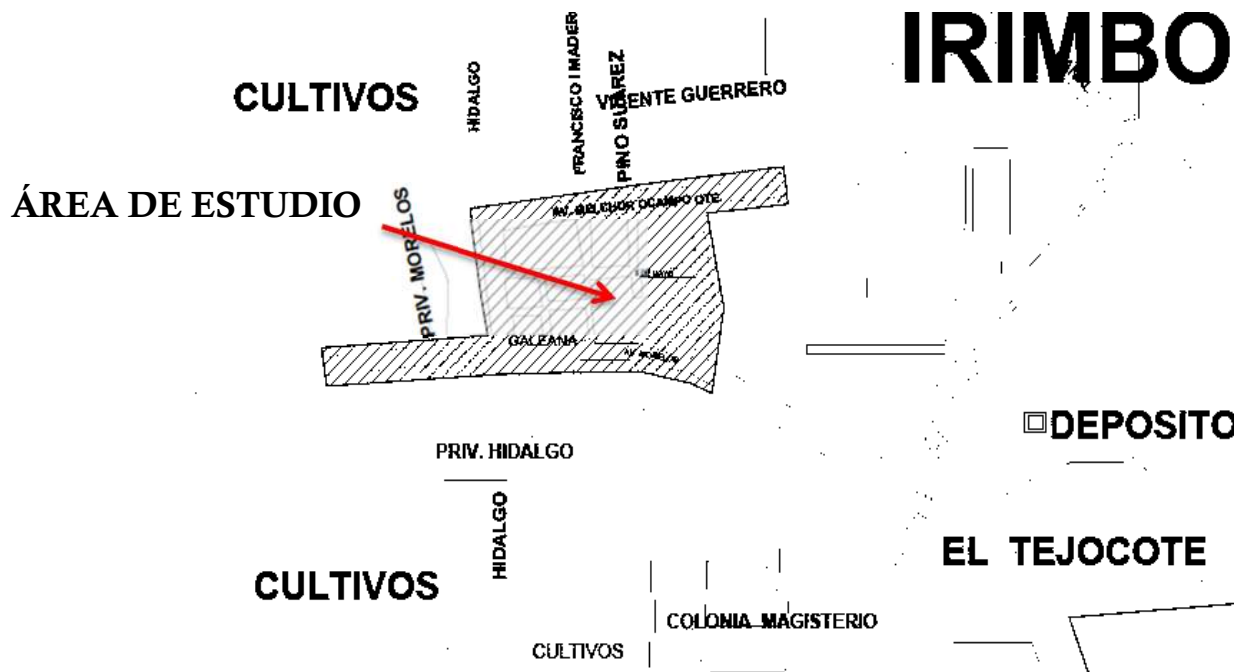 IRIMBO
CULTIVOS
HIDALGO
FRANCISCO I MADER
PINO SUAREZ
VICENTE GUERRERO
ÁREA DE ESTUDIO
PRIV. MORELOS
AV. MELCHOR OCAMPO OTE.
GALEANA
AV. MORELOS
DEPOSITO
PRIV. HIDALGO
HIDALGO
EL TEJOCOTE
CULTIVOS
COLONIA MAGISTERIO
CULTIVOS